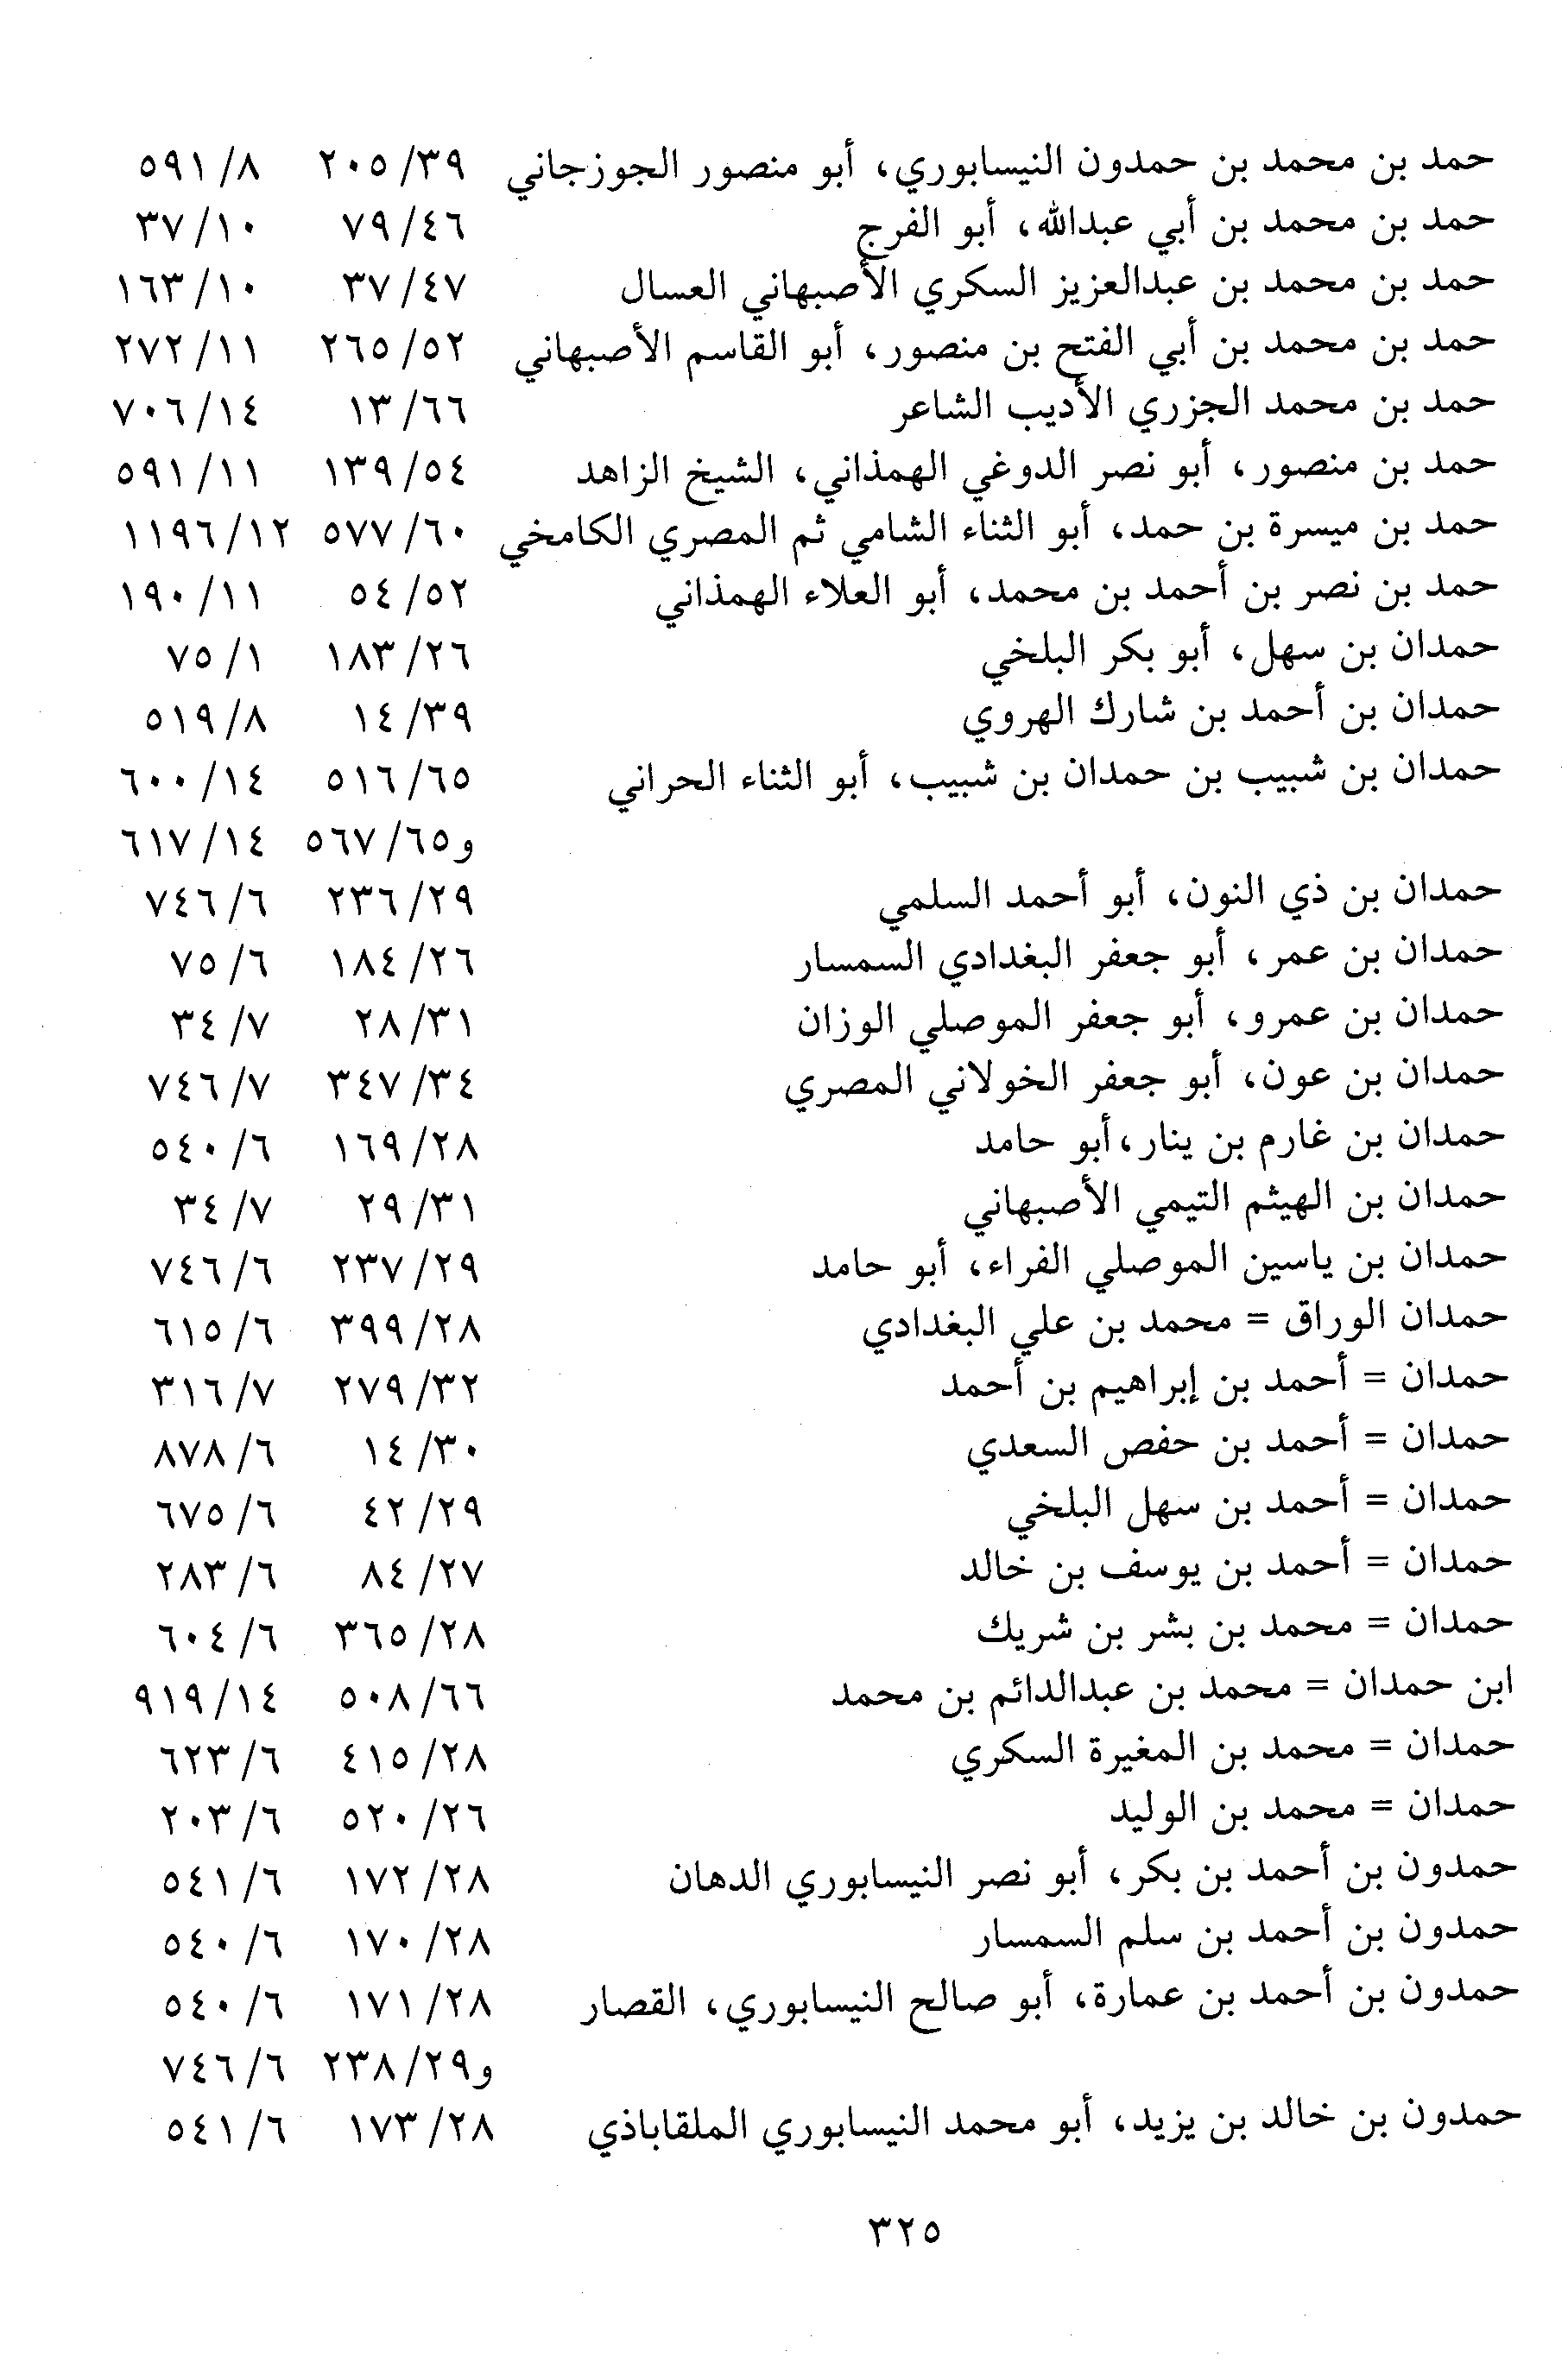 حمد بن محمد بن حمدون النيسابوري، أبو منصور الجوزجاني ٣٩/ ٢٠٥ ٨/ ٥٩١
حمد بن محمد بن أبي عبدالله، أبو الفرج ٤٦/ ٧٩ ١٠/ ٣٧
حمد بن محمد بن عبدالعزيز السكري الأصبهاني العسال ٤٧/ ٣٧ ١٠/ ١٦٣
حمد بن محمد بن أبي الفتح بن منصور، أبو القاسم الأصبهاني ٥٢/ ٢٦٥ ١١/ ٢٧٢
حمد بن محمد الجزري الأديب الشاعر ٦٦/ ١٣ ١٤/ ٧٠٦
حمد بن منصور، أبو نصر الدوغي الهمذاني، الشيخ الزاهد ٥٤/ ١٣٩ ١١/ ٥٩١
حمد بن ميسرة بن حمد، أبو الثناء الشامي ثم المصري الكامخي ٦٠/ ٥٧٧ ١٢/ ١١٩٦
حمد بن نصر بن أحمد بن محمد، أبو العلاء الهمذاني ٥٢/ ٥٤ ١١/ ١٩٠
حمدان بن سهل، أبو بكر البلخي ٢٦/ ١٨٣ ١/ ٧٥
حمدان بن أحمد بن شارك الهروي ٣٩/ ١٤ ٨/ ٥١٩
حمدان بن شبيب بن حمدان بن شبيب، أبو الثناء الحراني ٦٥/ ٥١٦ ١٤/ ٦٠٠
و٦٥/ ٥٦٧ ١٤/ ٦١٧
حمدان بن ذي النون، أبو أحمد السلمي ٢٩/ ٢٣٦ ٦/ ٧٤٦
حمدان بن عمر، أبو جعفر البغدادي السمسار ٢٦/ ١٨٤ ٦/ ٧٥
حمدان بن عمرو، أبو جعفر الموصلي الوزان ٣١/ ٢٨ ٧/ ٣٤
حمدان بن عون، أبو جعفر الخولاني المصري ٣٤/ ٣٤٧ ٧/ ٧٤٦
حمدان بن غارم بن ينار،أبو حامد ٢٨/ ١٦٩ ٦/ ٥٤٠
حمدان بن الهيثم التيمي الأصبهاني ٣١/ ٢٩ ٧/ ٣٤
حمدان بن ياسين الموصلي الفراء، أبو حامد ٢٩/ ٢٣٧ ٦/ ٧٤٦
حمدان الوراق = محمد بن علي البغدادي ٢٨/ ٣٩٩ ٦/ ٦١٥
حمدان = أحمد بن إبراهيم بن أحمد ٣٢/ ٢٧٩ ٧/ ٣١٦
حمدان = أحمد بن حفص السعدي ٣٠/ ١٤ ٦/ ٨٧٨
حمدان = أحمد بن سهل البلخي ٢٩/ ٤٢ ٦/ ٦٧٥
حمدان = أحمد بن يوسف بن خالد ٢٧/ ٨٤ ٦/ ٢٨٣
حمدان = محمد بن بشر بن شريك ٢٨/ ٣٦٥ ٦/ ٦٠٤
ابن حمدان = محمد بن عبدالدائم بن محمد ٦٦/ ٥٠٨ ١٤/ ٩١٩
حمدان = محمد بن المغيرة السكري ٢٨/ ٤١٥ ٦/ ٦٢٣
حمدان = محمد بن الوليد ٢٦/ ٥٢٠ ٦/ ٢٠٣
حمدون بن أحمد بن بكر، أبو نصر النيسابوري الدهان ٢٨/ ١٧٢ ٦/ ٥٤١
حمدون بن أحمد بن سلم السمسار ٢٨/ ١٧٠ ٦/ ٥٤٠
حمدون بن أحمد بن عمارة، أبو صالح النيسابوري، القصار ٢٨/ ١٧١ ٦/ ٥٤٠
و٢٩/ ٢٣٨ ٦/ ٧٤٦
حمدون بن خالد بن يزيد، أبو محمد النيسابوري الملقاباذي ٢٨/ ١٧٣ ٦/ ٥٤١
٣٢٥